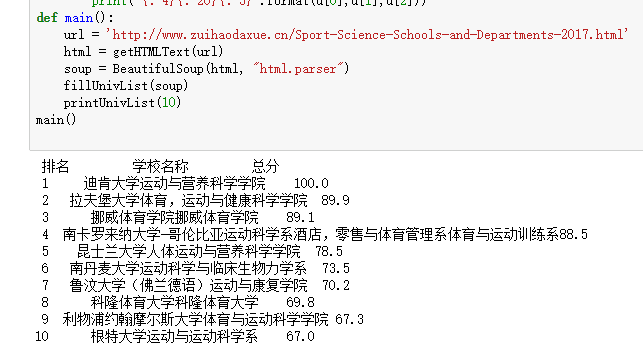 def main():
url = 'http://www.zuihaodaxue.cn/Sport-Science-Schools-and-Departments-2017.html'
html = getHTMLText(url)
soup = BeautifulSoup(html, "html.parser")
fillUnivList(soup)
printUnivList(10)
main()
排名 学校名称 总分
1 迪肯大学运动与营养科学学院 100.0
2 拉夫堡大学体育，运动与健康科学学院 89.9
3 挪威体育学院挪威体育学院 89.1
4 南卡罗来纳大学-哥伦比亚运动科学系酒店，零售与体育管理系体育与运动训练系88.5
5 昆士兰大学人体运动与营养科学学院 78.5
6 南丹麦大学运动科学与临床生物力学系 73.5
7 鲁汶大学（佛兰德语）运动与康复学院 70.2
8 科隆体育大学科隆体育大学 69.8
9 利物浦约翰摩尔斯大学体育与运动科学学院 67.3
10 根特大学运动与运动科学系 67.0